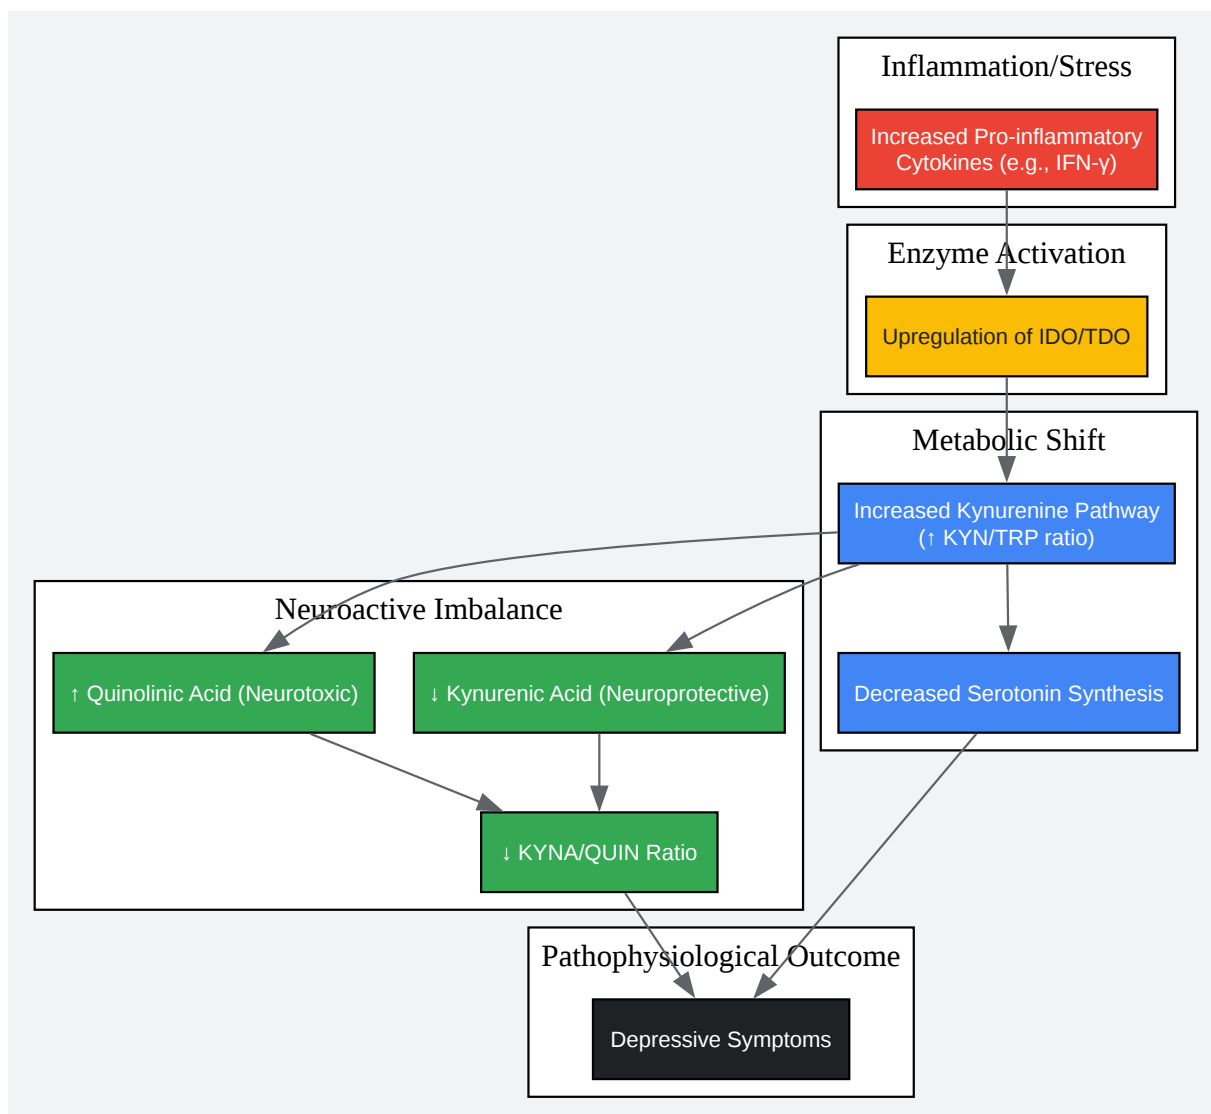 Inflammation/Stress
Increased Pro-inflammatory
Cytokines (e.g., IFN-γ)
Enzyme Activation
Upregulation of IDO/TDO
Metabolic Shift
Increased Kynurenine Pathway
(↑ KYN/TRP ratio)
Neuroactive Imbalance
↑ Quinolinic Acid (Neurotoxic)
↓ Kynurenic Acid (Neuroprotective)
Decreased Serotonin Synthesis
↓ KYNA/QUIN Ratio
Pathophysiological Outcome
Depressive Symptoms